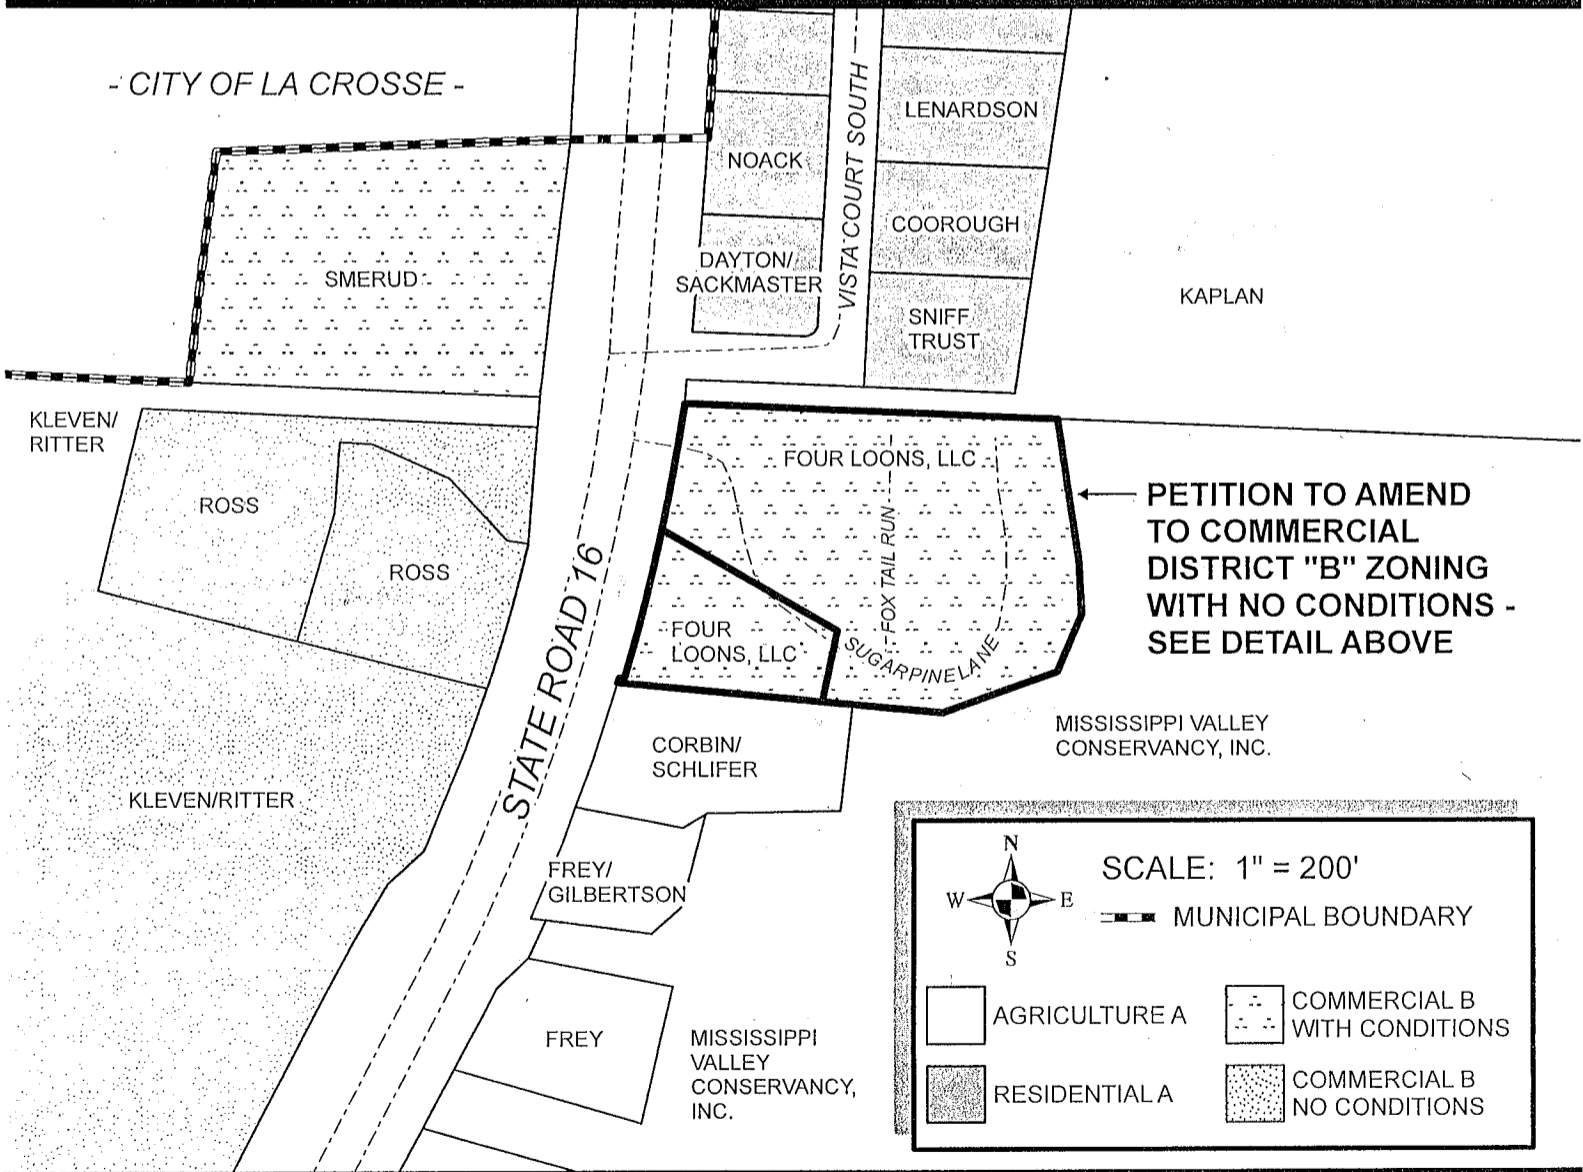 - CITY OF LA CROSSE -
LENARDSON
NOACK
VISTA COURT SOUTH
COOROUGH
DAYTON/
SACKMASTER
SMERUD
KAPLAN
SNIFF
TRUST
KLEVEN/
RITTER
FOUR LOONS, LLC
ROSS
ROSS
PETITION TO AMEND
TO COMMERCIAL
DISTRICT "B" ZONING
WITH NO CONDITIONS -
SEE DETAIL ABOVE
FOX TAIL RUN
STATE ROAD 16
FOUR
LOONS, LLC
SUGARPINE LANE
MISSISSIPPI VALLEY
CONSERVANCY, INC.
CORBIN/
SCHLIFER
KLEVEN/RITTER
FREY/
GILBERTSON
FREY
MISSISSIPPI
VALLEY
CONSERVANCY,
INC.
N
W E
S
SCALE: 1" = 200'
MUNICIPAL BOUNDARY
AGRICULTURE A
COMMERCIAL B
WITH CONDITIONS
RESIDENTIAL A
COMMERCIAL B
NO CONDITIONS